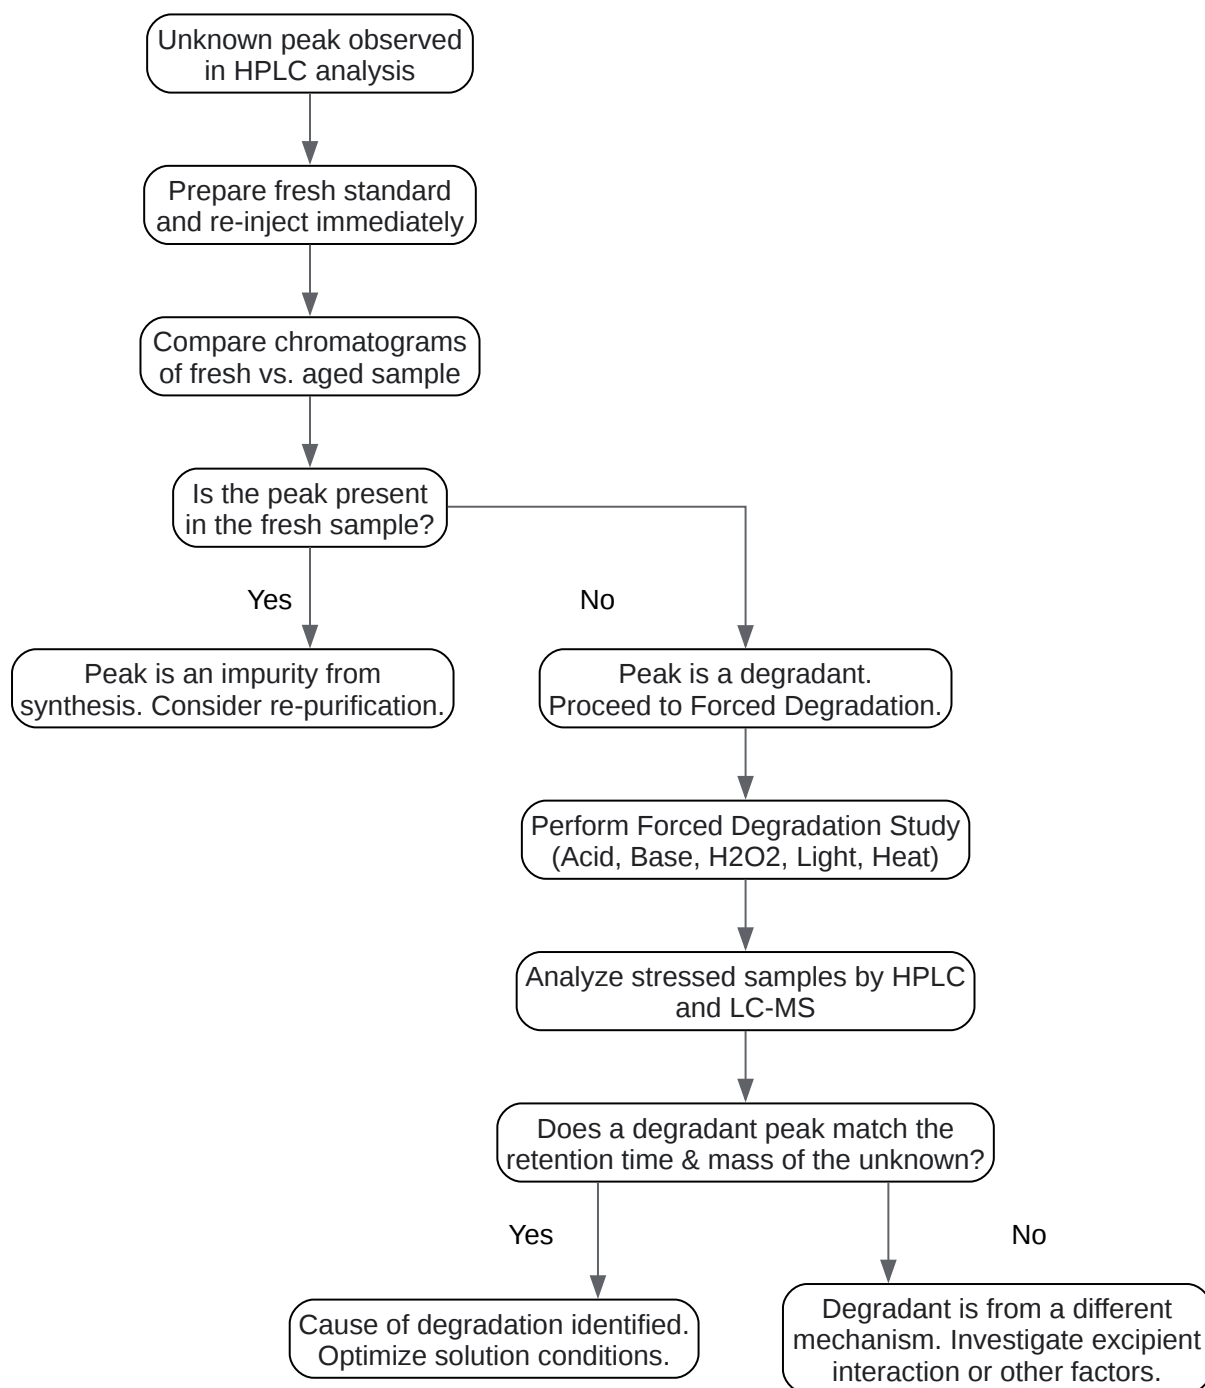 Unknown peak observed
in HPLC analysis
Prepare fresh standard
and re-inject immediately
Compare chromatograms
of fresh vs. aged sample
Is the peak present
in the fresh sample?
Yes
No
Peak is an impurity from
synthesis. Consider re-purification.
Peak is a degradant.
Proceed to Forced Degradation.
Perform Forced Degradation Study
(Acid, Base, H2O2, Light, Heat)
Analyze stressed samples by HPLC
and LC-MS
Does a degradant peak match the
retention time & mass of the unknown?
Yes
No
Cause of degradation identified.
Optimize solution conditions.
Degradant is from a different
mechanism. Investigate excipient
interaction or other factors.